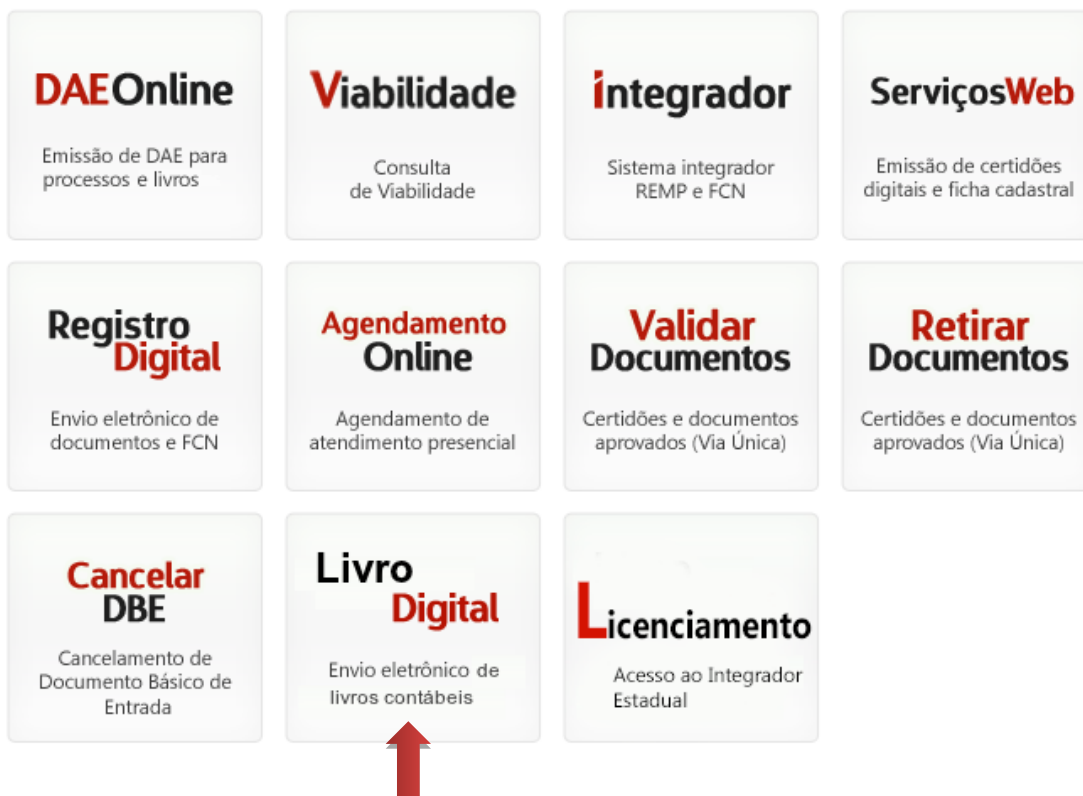 DAEOnline
Emissão de DAE para
processos e livros
Viabilidade
Consulta
de Viabilidade
integrador
Sistema integrador
REMP e FCN
ServiçosWeb
Emissão de certidões
digitais e ficha cadastral
Registro
Digital
Envio eletrônico de
documentos e FCN
Agendamento
Online
Agendamento de
atendimento presencial
Validar
Documentos
Certidões e documentos
aprovados (Via Única)
Retirar
Documentos
Certidões e documentos
aprovados (Via Única)
Cancelar
DBE
Cancelamento de
Documento Básico de
Entrada
Livro
Digital
Envio eletrônico de
livros contábeis
Licenciamento
Acesso ao Integrador
Estadual